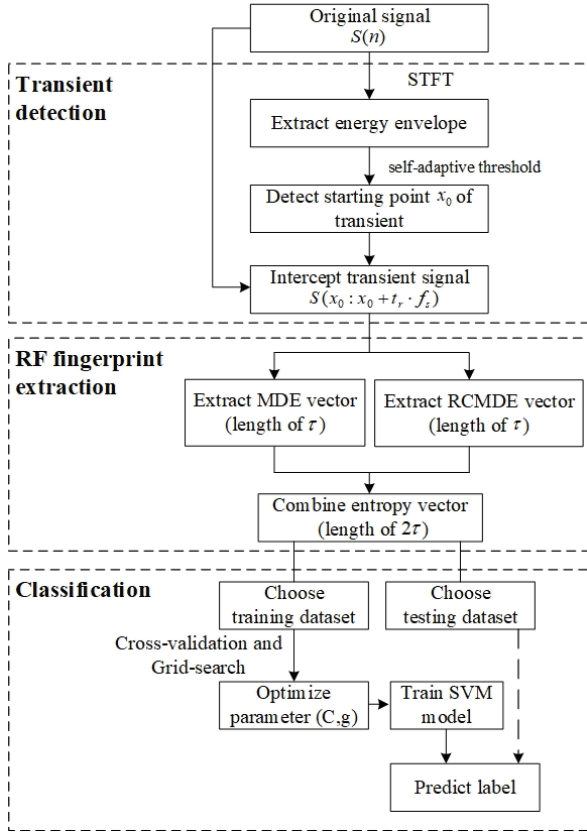 Original signal
S(n)
Transient
detection
STFT
Extract energy envelope
self-adaptive threshold
Detect starting point x₀ of
transient
Intercept transient signal
S(x₀ : x₀ + tᵣ · fₛ)
RF fingerprint
extraction
Extract MDE vector
(length of τ)
Extract RCMDE vector
(length of τ)
Combine entropy vector
(length of 2τ)
Classification
Choose
training dataset
Choose
testing dataset
Cross-validation and
Grid-search
Optimize
parameter (C,g)
Train SVM
model
Predict label